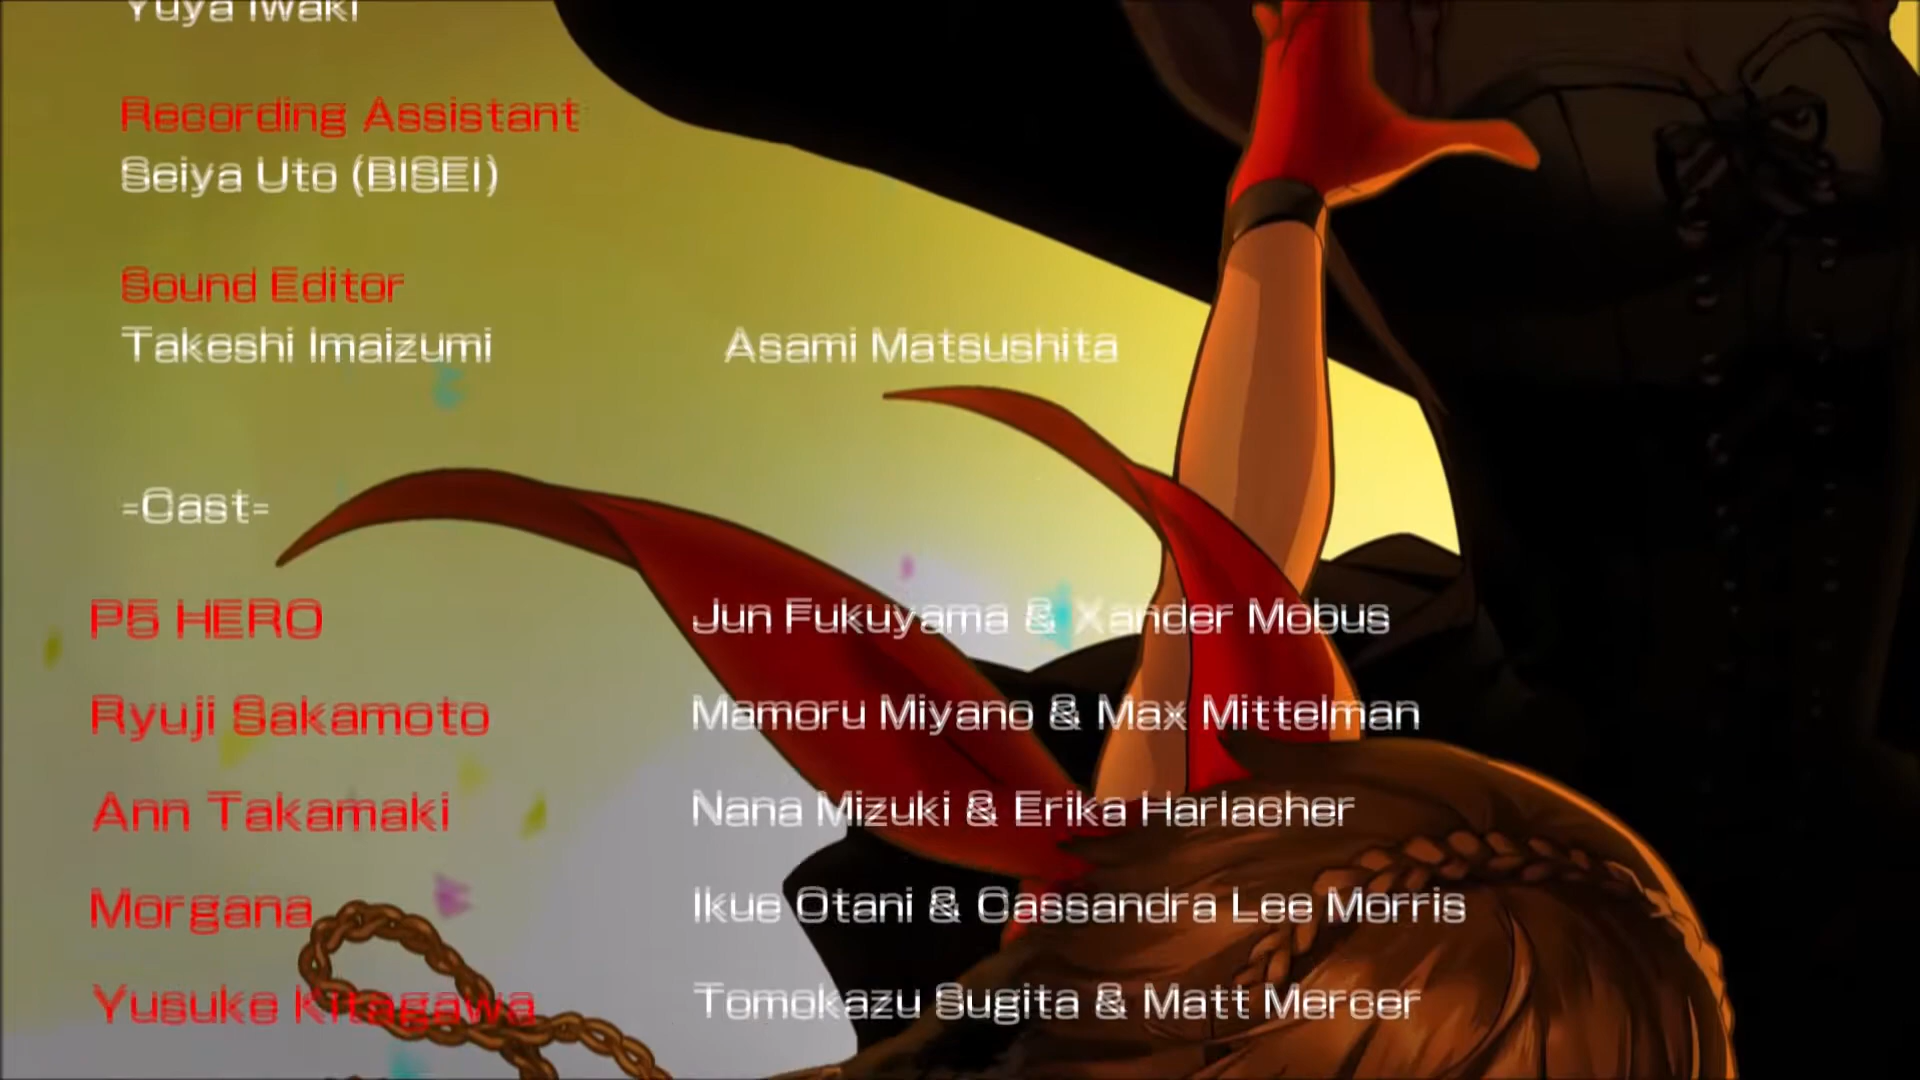 Yuya Iwaki
Recording Assistant
Seiya Uto (BISEI)
Sound Editor
Takeshi Imaizumi Asami Matsushita
=Cast=
P5 HERO Jun Fukuyama & Xander Mobus
Ryuji Sakamoto Mamoru Miyano & Max Mittelman
Ann Takamaki Nana Mizuki & Erika Harlacher
Morgana Ikue Otani & Cassandra Lee Morris
Yusuke Kitagawa Tomokazu Sugita & Matt Mercer